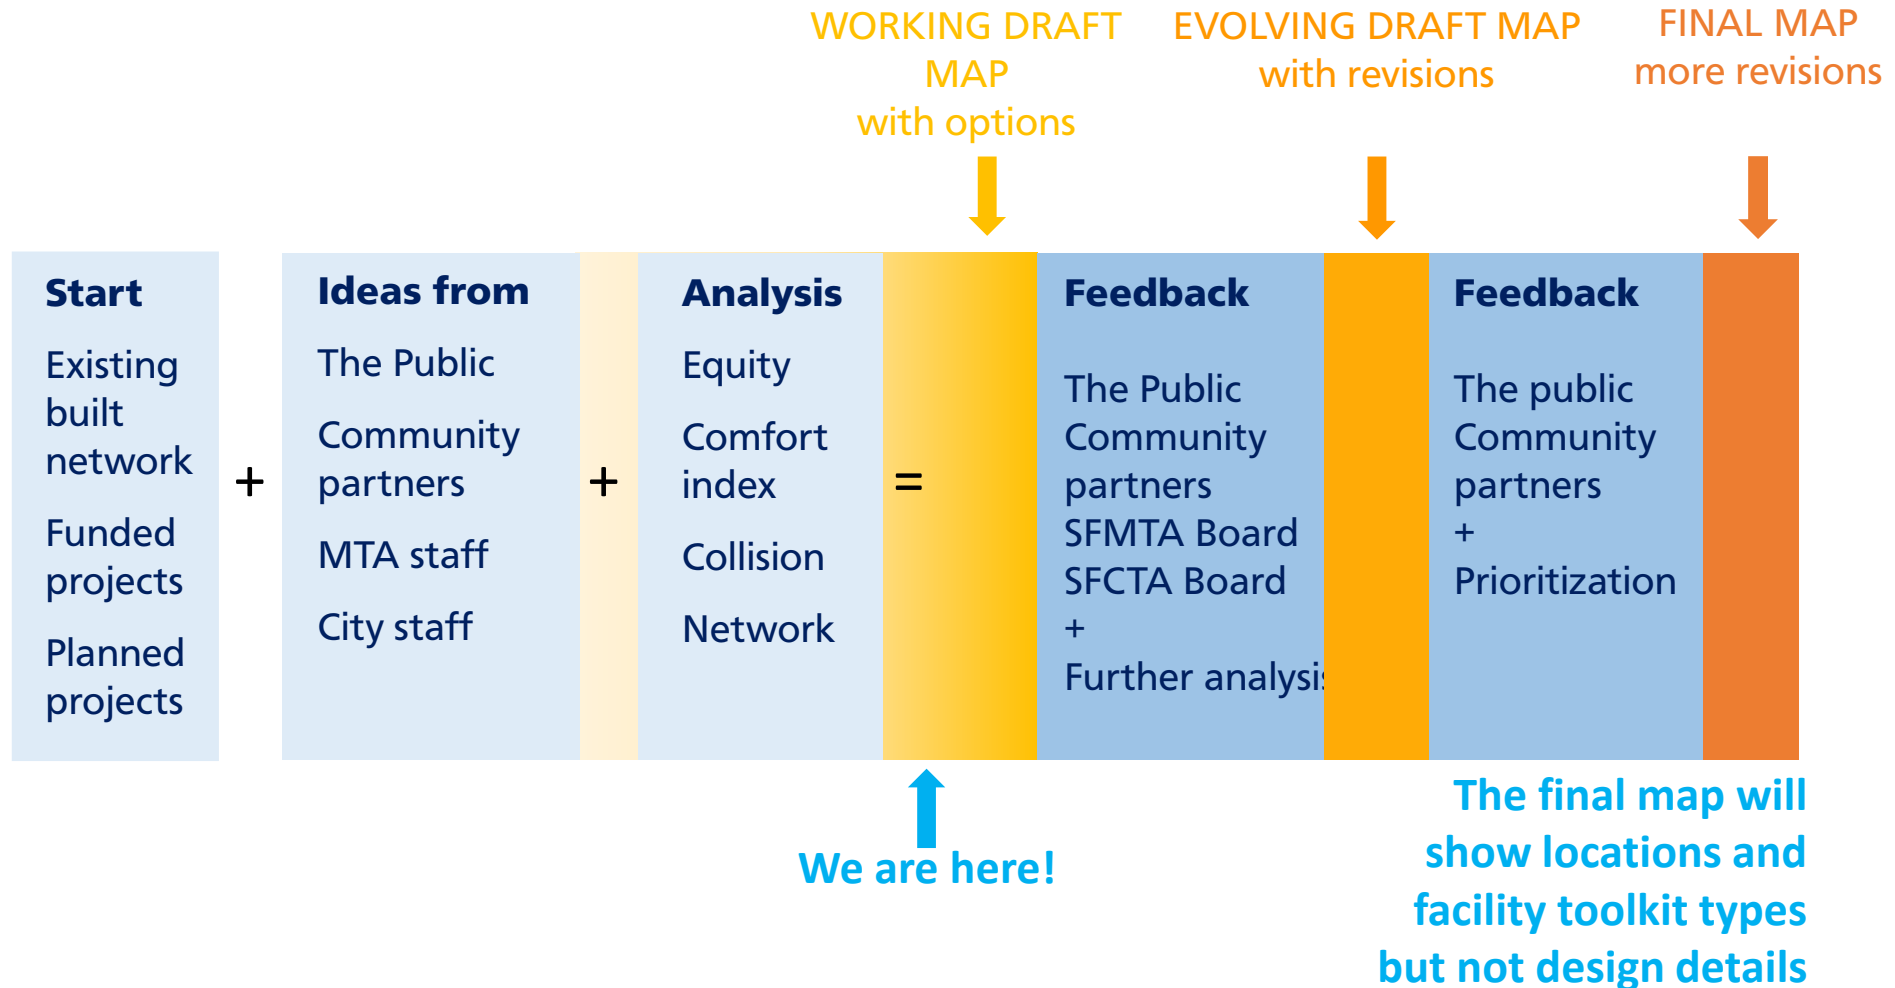 WORKING DRAFT
MAP
with options
EVOLVING DRAFT MAP
with revisions
FINAL MAP
more revisions
Start
Existing
built
network
Funded
projects
Planned
projects
+
Ideas from
The Public
Community
partners
MTA staff
City staff
+
Analysis
Equity
Comfort
index
Collision
Network
=
Feedback
The Public
Community
partners
SFMTA Board
SFCTA Board
+
Further analysis
Feedback
The public
Community
partners
+
Prioritization
We are here!
The final map will
show locations and
facility toolkit types
but not design details